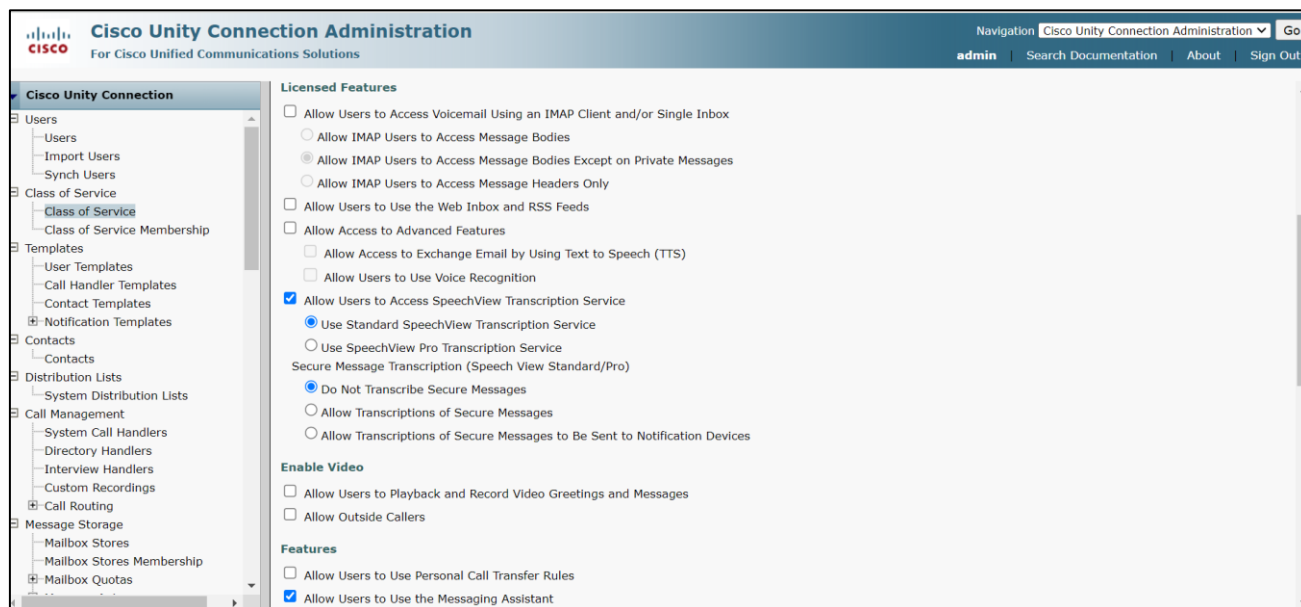 CISCO
Cisco Unity Connection Administration
For Cisco Unified Communications Solutions
Navigation Cisco Unity Connection Administration Go
admin Search Documentation About Sign Out
Cisco Unity Connection
Users
Users
Import Users
Synch Users
Class of Service
Class of Service
Class of Service Membership
Templates
User Templates
Call Handler Templates
Contact Templates
Notification Templates
Contacts
Contacts
Distribution Lists
System Distribution Lists
Call Management
System Call Handlers
Directory Handlers
Interview Handlers
Custom Recordings
Call Routing
Message Storage
Mailbox Stores
Mailbox Stores Membership
Mailbox Quotas
Licensed Features
Allow Users to Access Voicemail Using an IMAP Client and/or Single Inbox
Allow IMAP Users to Access Message Bodies
Allow IMAP Users to Access Message Bodies Except on Private Messages
Allow IMAP Users to Access Message Headers Only
Allow Users to Use the Web Inbox and RSS Feeds
Allow Access to Advanced Features
Allow Access to Exchange Email by Using Text to Speech (TTS)
Allow Users to Use Voice Recognition
Allow Users to Access SpeechView Transcription Service
Use Standard SpeechView Transcription Service
Use SpeechView Pro Transcription Service
Secure Message Transcription (Speech View Standard/Pro)
Do Not Transcribe Secure Messages
Allow Transcriptions of Secure Messages
Allow Transcriptions of Secure Messages to Be Sent to Notification Devices
Enable Video
Allow Users to Playback and Record Video Greetings and Messages
Allow Outside Callers
Features
Allow Users to Use Personal Call Transfer Rules
Allow Users to Use the Messaging Assistant